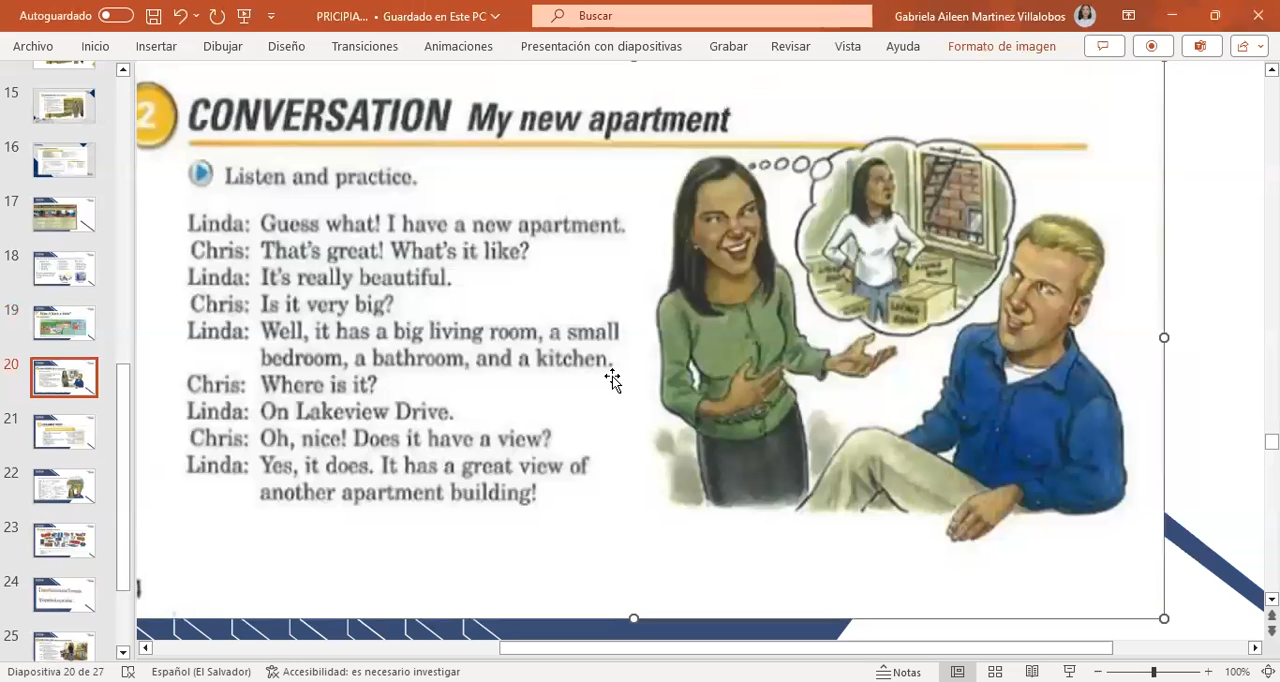 Autoguardado
PRICIPIA... • Guardado en Este PC
Buscar
Gabriela Aileen Martinez Villalobos
Archivo Inicio Insertar Dibujar Diseño Transiciones Animaciones Presentación con diapositivas Grabar Revisar Vista Ayuda Formato de imagen
15
16
17
18
19
20
21
22
23
24
25
2 CONVERSATION My new apartment
Listen and practice.
Linda: Guess what! I have a new apartment.
Chris: That's great! What's it like?
Linda: It's really beautiful.
Chris: Is it very big?
Linda: Well, it has a big living room, a small
bedroom, a bathroom, and a kitchen.
Chris: Where is it?
Linda: On Lakeview Drive.
Chris: Oh, nice! Does it have a view?
Linda: Yes, it does. It has a great view of
another apartment building!
LIVING ROOM
Diapositiva 20 de 27 Español (El Salvador) Accesibilidad: es necesario investigar Notas 100%